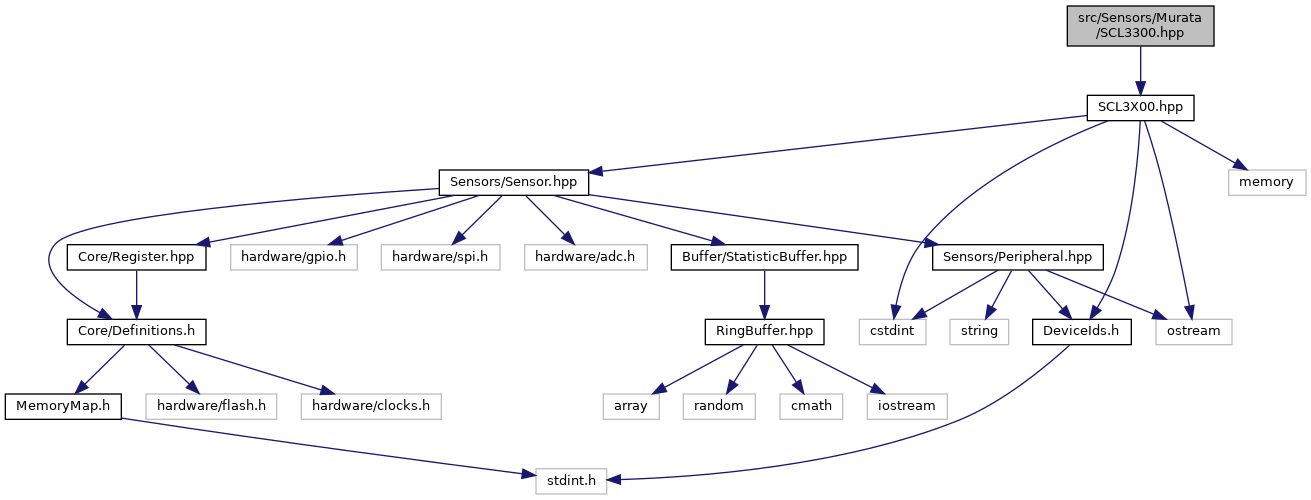 src/Sensors/Murata
/SCL3300.hpp
SCL3X00.hpp
Sensors/Sensor.hpp
memory
Core/Register.hpp
hardware/gpio.h
hardware/spi.h
hardware/adc.h
Buffer/StatisticBuffer.hpp
Sensors/Peripheral.hpp
Core/Definitions.h
RingBuffer.hpp
cstdint
string
DeviceIds.h
ostream
MemoryMap.h
hardware/flash.h
hardware/clocks.h
array
random
cmath
iostream
stdint.h